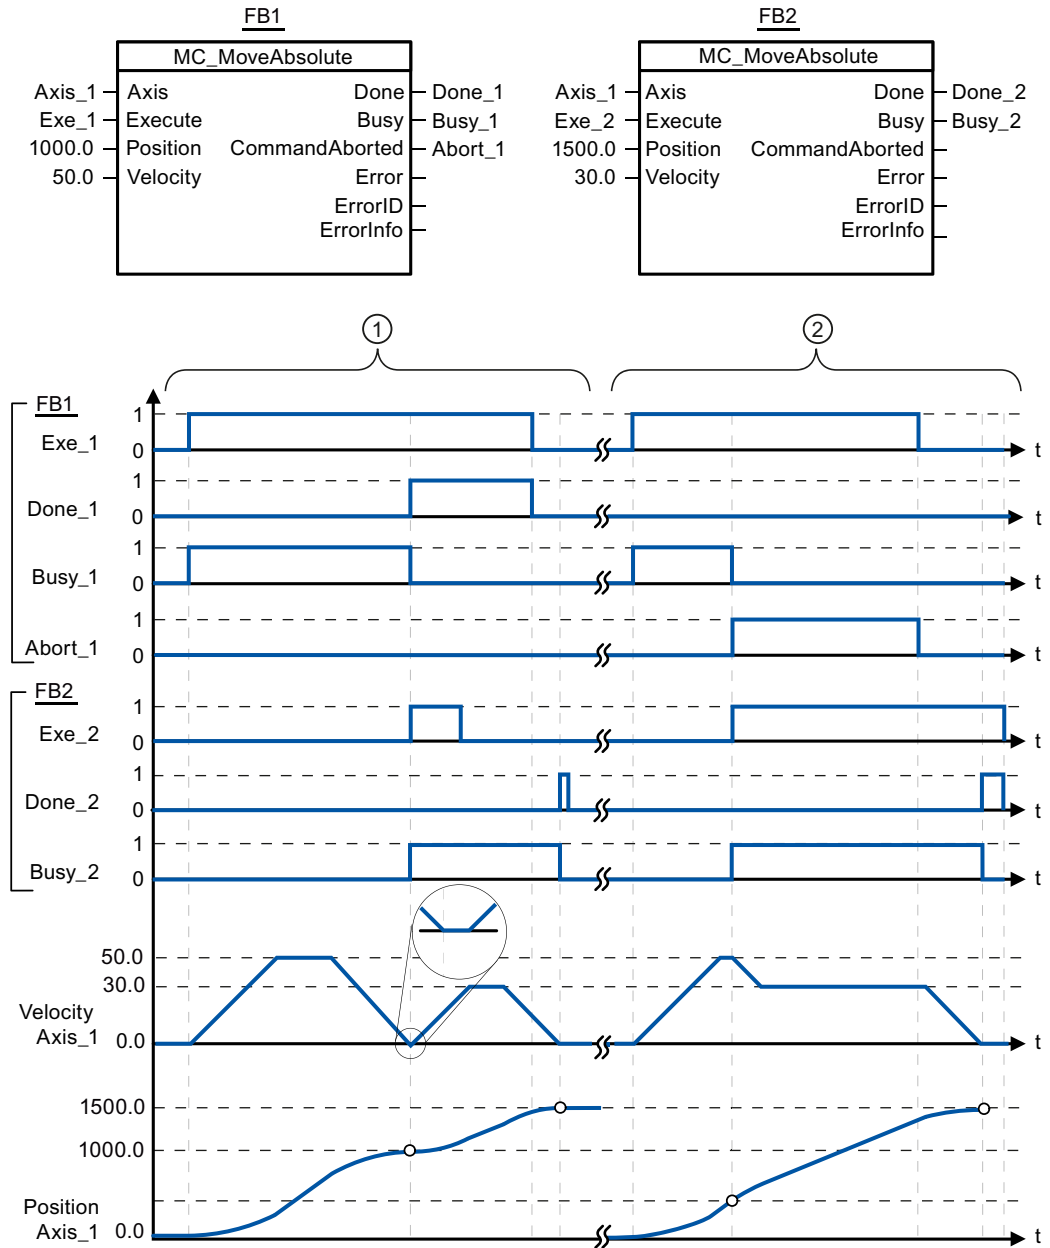 FB1
MC_MoveAbsolute
Axis_1 Axis Done Done_1
Exe_1 Execute Busy Busy_1
1000.0 Position CommandAborted Abort_1
50.0 Velocity Error
ErrorID
ErrorInfo
FB2
MC_MoveAbsolute
Axis_1 Axis Done Done_2
Exe_2 Execute Busy Busy_2
1500.0 Position CommandAborted
30.0 Velocity Error
ErrorID
ErrorInfo
1 2
FB1
1
Exe_1
0 t
1
Done_1
0 t
1
Busy_1
0 t
1
Abort_1
0 t
FB2
1
Exe_2
0 t
1
Done_2
0 t
1
Busy_2
0 t
50.0
30.0
Velocity
Axis_1 0.0 t
1500.0
1000.0
Position
Axis_1 0.0 t